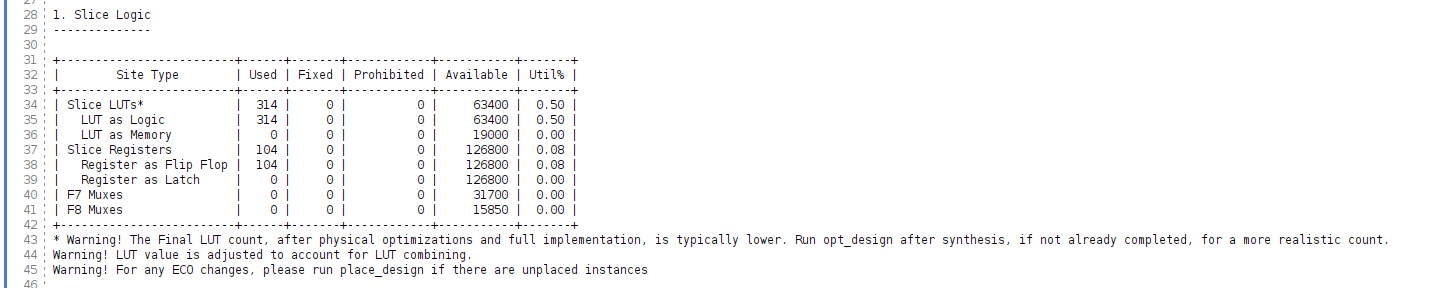 27
28 1. Slice Logic
29 --------------
30
31 +-------------------------+------+-------+------------+-----------+-------+
32 |        Site Type        | Used | Fixed | Prohibited | Available | Util% |
33 +-------------------------+------+-------+------------+-----------+-------+
34 | Slice LUTs*             |  314 |     0 |          0 |     63400 |  0.50 |
35 |   LUT as Logic          |  314 |     0 |          0 |     63400 |  0.50 |
36 |   LUT as Memory         |    0 |     0 |          0 |     19000 |  0.00 |
37 | Slice Registers         |  104 |     0 |          0 |    126800 |  0.08 |
38 |   Register as Flip Flop |  104 |     0 |          0 |    126800 |  0.08 |
39 |   Register as Latch     |    0 |     0 |          0 |    126800 |  0.00 |
40 | F7 Muxes                |    0 |     0 |          0 |     31700 |  0.00 |
41 | F8 Muxes                |    0 |     0 |          0 |     15850 |  0.00 |
42 +-------------------------+------+-------+------------+-----------+-------+
43 * Warning! The Final LUT count, after physical optimizations and full implementation, is typically lower. Run opt_design after synthesis, if not already completed, for a more realistic count.
44 Warning! LUT value is adjusted to account for LUT combining.
45 Warning! For any ECO changes, please run place_design if there are unplaced instances
46